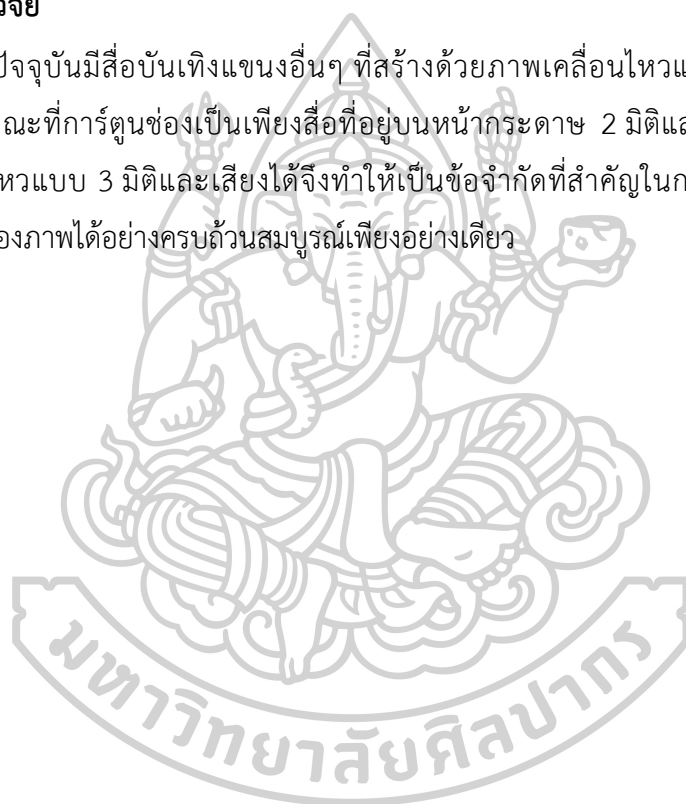 วิจัย
ปัจจุบันมีสื่อบันเทิงแขนงอื่นๆ ที่สร้างด้วยภาพเคลื่อนไหวแ
ณะที่การ์ตูนช่องเป็นเพียงสื่อที่อยู่บนหน้ากระดาษ 2 มิติแล
หวแบบ 3 มิติและเสียงได้จึงทำให้เป็นข้อจำกัดที่สำคัญในก
องภาพได้อย่างครบถ้วนสมบูรณ์เพียงอย่างเดียว
มหาวิทยาลัยศิลปากร